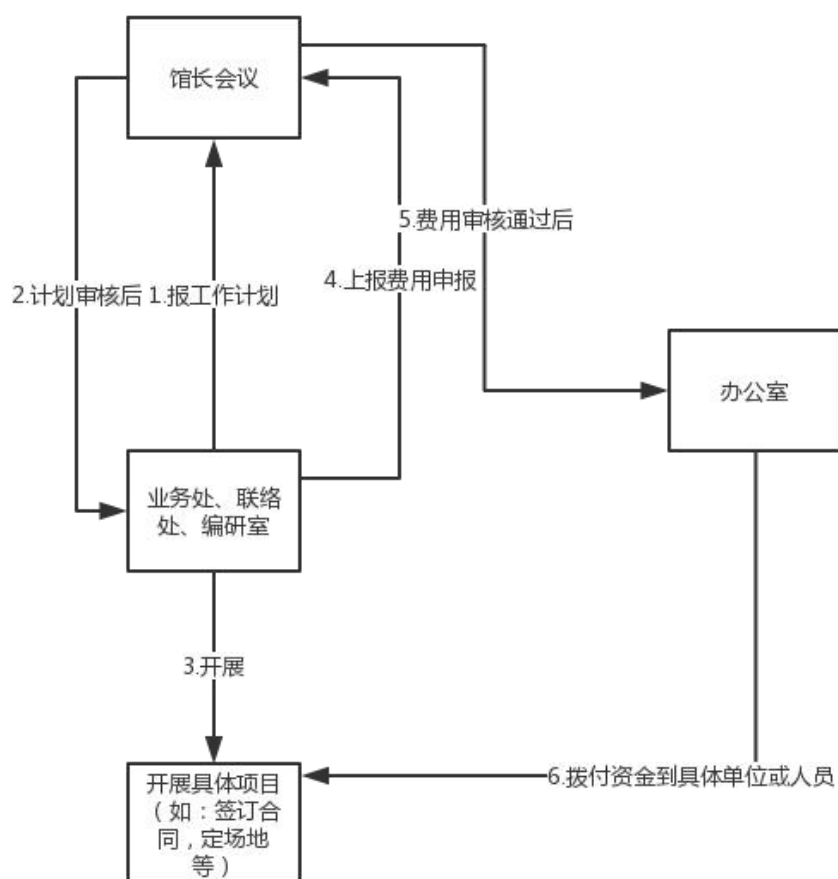 馆长会议
5.费用审核通过后
4.上报费用申报
2.计划审核后
1.报工作计划
办公室
业务处、联络
处、编研室
3.开展
6.拨付资金到具体单位或人员
开展具体项目
（如：签订合
同，定场地
等）